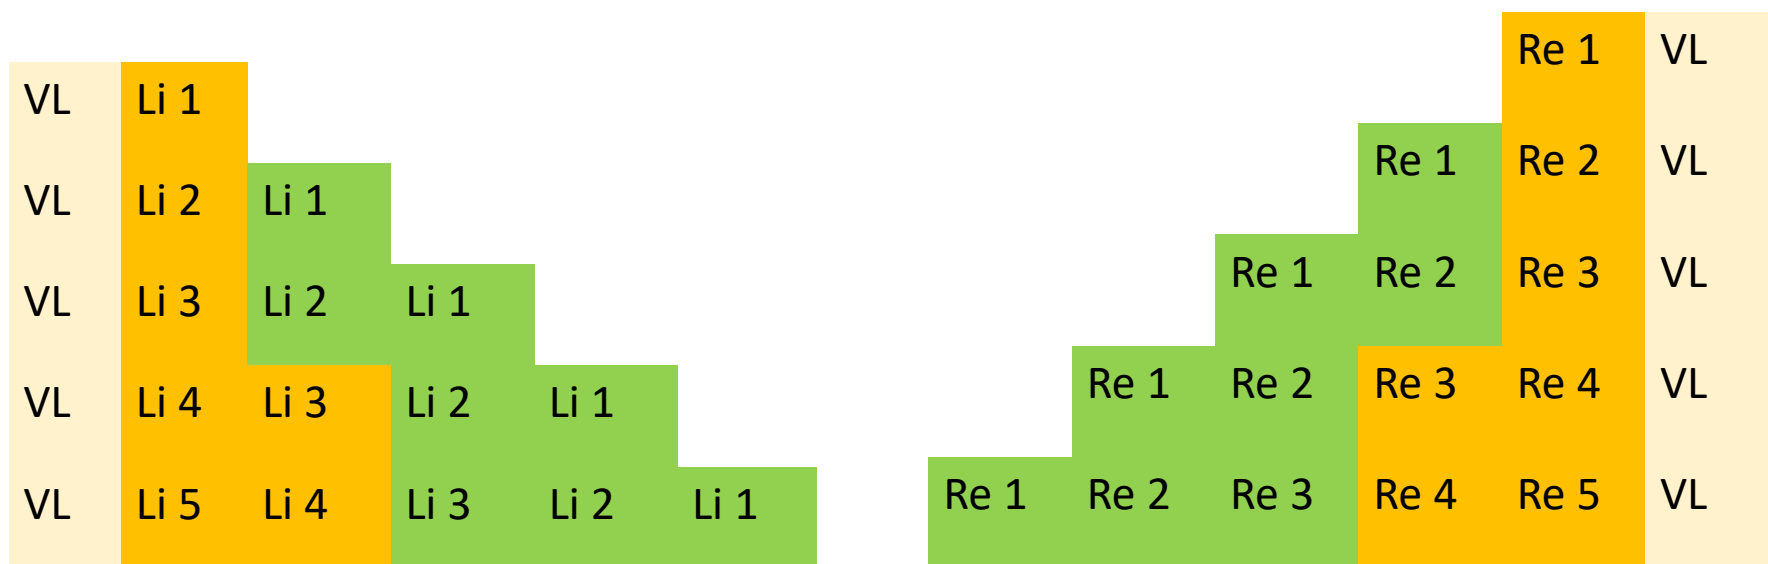 VL Li 1
VL Li 2 Li 1
VL Li 3 Li 2 Li 1
VL Li 4 Li 3 Li 2 Li 1
VL Li 5 Li 4 Li 3 Li 2 Li 1
Re 1 VL
Re 1 Re 2 VL
Re 1 Re 2 Re 3 VL
Re 1 Re 2 Re 3 Re 4 VL
Re 1 Re 2 Re 3 Re 4 Re 5 VL